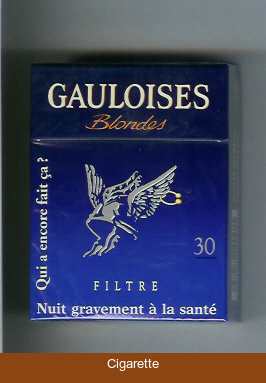 GAULOISES
Blondes
Qui a encore fait ça ?
30
FILTRE
Nuit gravement à la santé
Cigarette